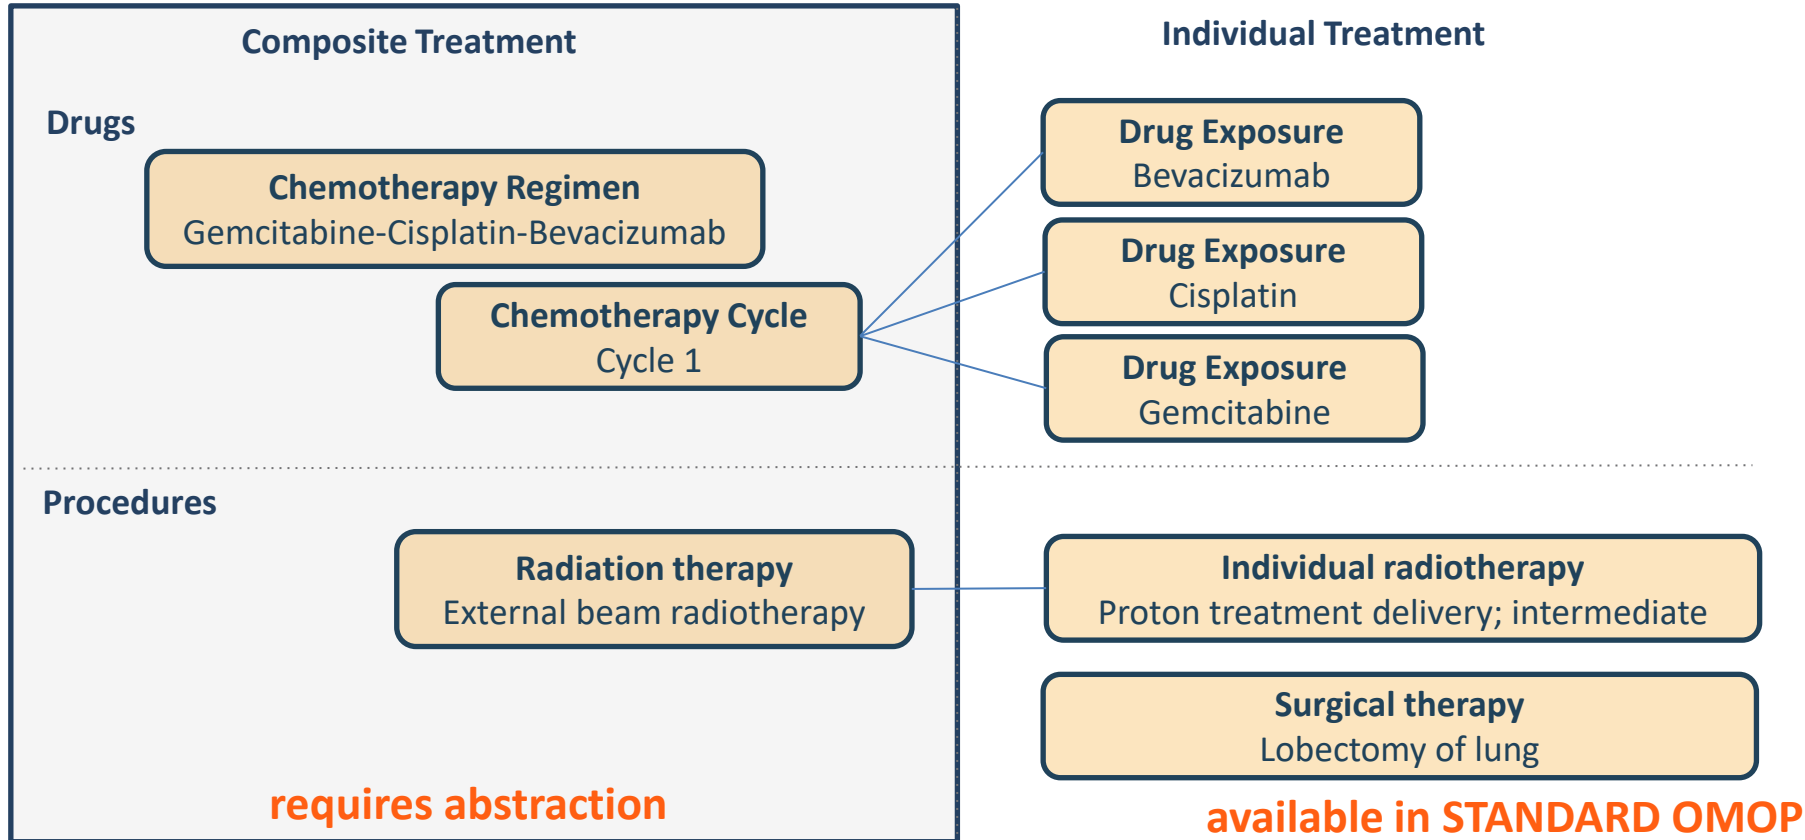 Composite Treatment
Individual Treatment
Drugs
Chemotherapy Regimen
Gemcitabine-Cisplatin-Bevacizumab
Chemotherapy Cycle
Cycle 1
Drug Exposure
Bevacizumab
Drug Exposure
Cisplatin
Drug Exposure
Gemcitabine
Procedures
Radiation therapy
External beam radiotherapy
Individual radiotherapy
Proton treatment delivery; intermediate
Surgical therapy
Lobectomy of lung
requires abstraction
available in STANDARD OMOP